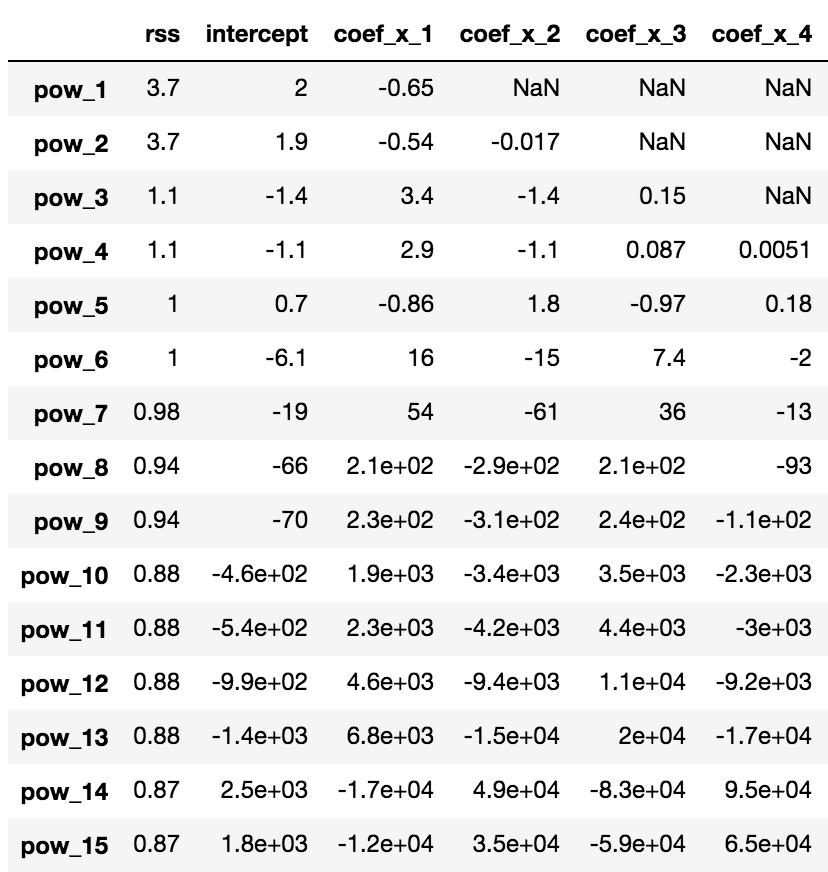 rss intercept coef_x_1 coef_x_2 coef_x_3 coef_x_4
pow_1 3.7 2 -0.65 NaN NaN NaN
pow_2 3.7 1.9 -0.54 -0.017 NaN NaN
pow_3 1.1 -1.4 3.4 -1.4 0.15 NaN
pow_4 1.1 -1.1 2.9 -1.1 0.087 0.0051
pow_5 1 0.7 -0.86 1.8 -0.97 0.18
pow_6 1 -6.1 16 -15 7.4 -2
pow_7 0.98 -19 54 -61 36 -13
pow_8 0.94 -66 2.1e+02 -2.9e+02 2.1e+02 -93
pow_9 0.94 -70 2.3e+02 -3.1e+02 2.4e+02 -1.1e+02
pow_10 0.88 -4.6e+02 1.9e+03 -3.4e+03 3.5e+03 -2.3e+03
pow_11 0.88 -5.4e+02 2.3e+03 -4.2e+03 4.4e+03 -3e+03
pow_12 0.88 -9.9e+02 4.6e+03 -9.4e+03 1.1e+04 -9.2e+03
pow_13 0.88 -1.4e+03 6.8e+03 -1.5e+04 2e+04 -1.7e+04
pow_14 0.87 2.5e+03 -1.7e+04 4.9e+04 -8.3e+04 9.5e+04
pow_15 0.87 1.8e+03 -1.2e+04 3.5e+04 -5.9e+04 6.5e+04